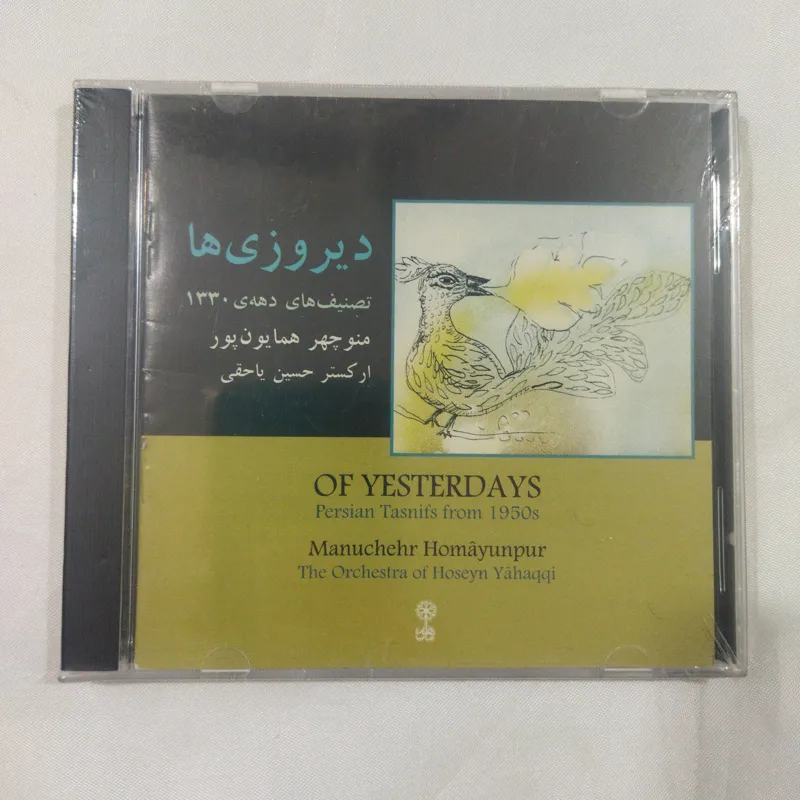 دیروزی‌ها
تصنیف‌های دهه‌ی ۱۳۳۰
منوچهر همایون‌پور
ارکستر حسین یاحقی
OF YESTERDAYS
Persian Tasnifs from 1950s
Manuchehr Homâyunpur
The Orchestra of Hoseyn Yâhaqqi